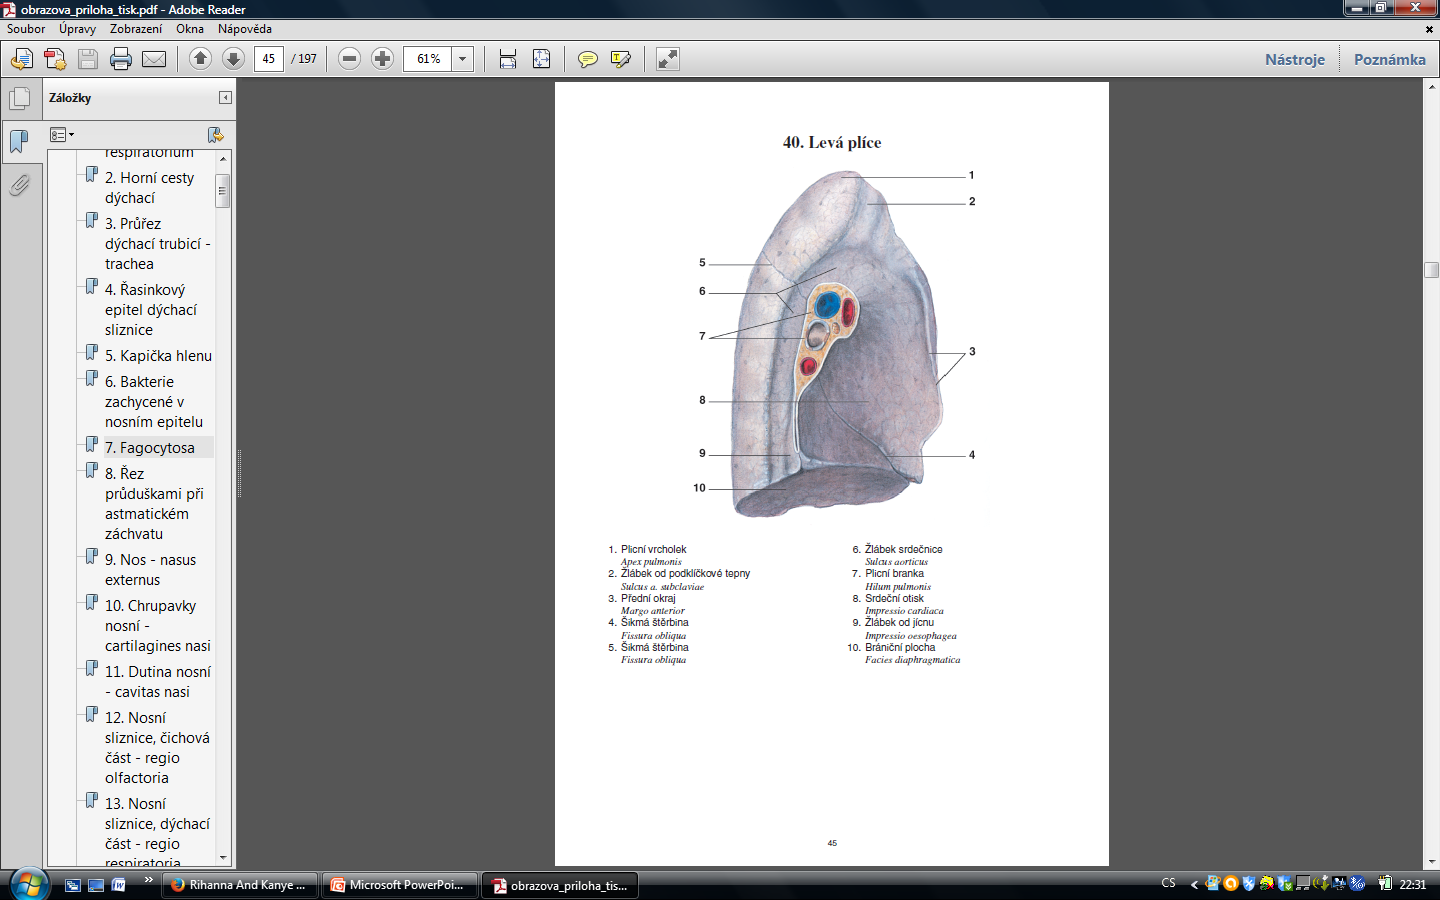 obrazova_priloha_tisk.pdf - Adobe Reader
Soubor Úpravy Zobrazení Okna Nápověda
45 / 197 61% Nástroje Poznámka
Záložky
respiratorium
2. Horní cesty
dýchací
3. Průřez
dýchací trubicí -
trachea
4. Řasinkový
epitel dýchací
sliznice
5. Kapička hlenu
6. Bakterie
zachycené v
nosním epitelu
7. Fagocytosa
8. Řez
průduškami při
astmatickém
záchvatu
9. Nos - nasus
externus
10. Chrupavky
nosní -
cartilagines nasi
11. Dutina nosní
- cavitas nasi
12. Nosní
sliznice, čichová
část - regio
olfactoria
13. Nosní
sliznice, dýchací
část - regio
respiratoria
40. Levá plíce
1
2
5
6
7
3
8
9
4
10
1. Plicní vrcholek
Apex pulmonis
2. Žlábek od podklíčkové tepny
Sulcus a. subclaviae
3. Přední okraj
Margo anterior
4. Šikmá štěrbina
Fissura obliqua
5. Šikmá štěrbina
Fissura obliqua
6. Žlábek srdečnice
Sulcus aorticus
7. Plicní branka
Hilum pulmonis
8. Srdeční otisk
Impressio cardiaca
9. Žlábek od jícnu
Impressio oesophagea
10. Brániční plocha
Facies diaphragmatica
45
Rihanna And Kanye ... Microsoft PowerPoi... obrazova_priloha_tis... CS 22:31